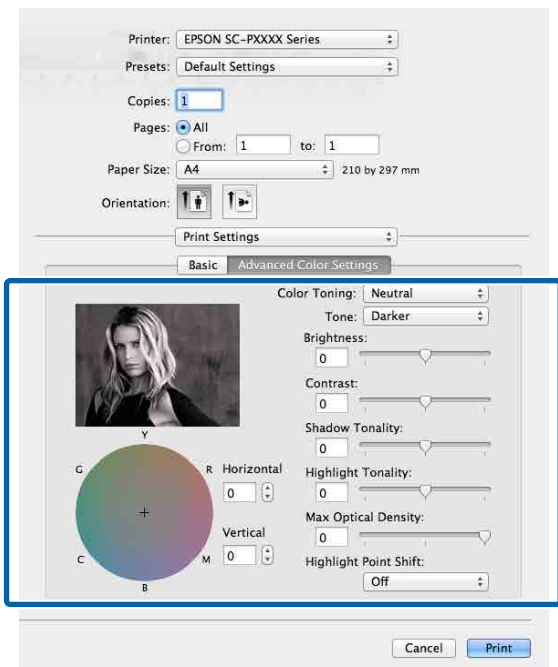 Printer: EPSON SC-PXXXX Series
Presets: Default Settings
Copies: 1
Pages: All
From: 1 to: 1
Paper Size: A4 210 by 297 mm
Orientation:
Print Settings
Basic Advanced Color Settings
Color Toning: Neutral
Tone: Darker
Brightness:
0
Contrast:
0
Shadow Tonality:
0
Highlight Tonality:
0
Max Optical Density:
0
Highlight Point Shift:
Off
Y
G R
C M
B
Horizontal
0
Vertical
0
Cancel Print